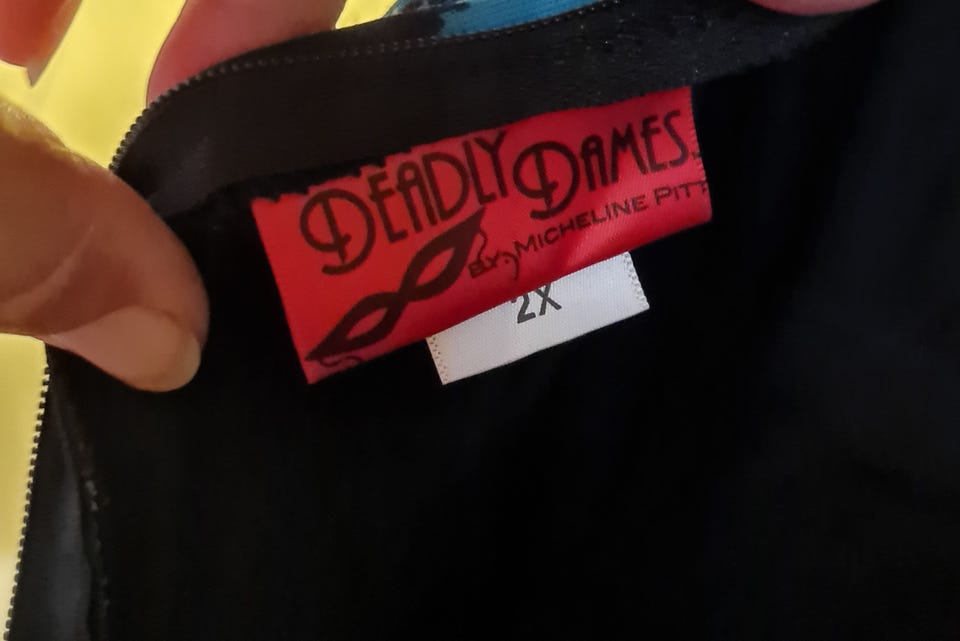 DEADLY DAMES
BY MICHELINE PITT
2X